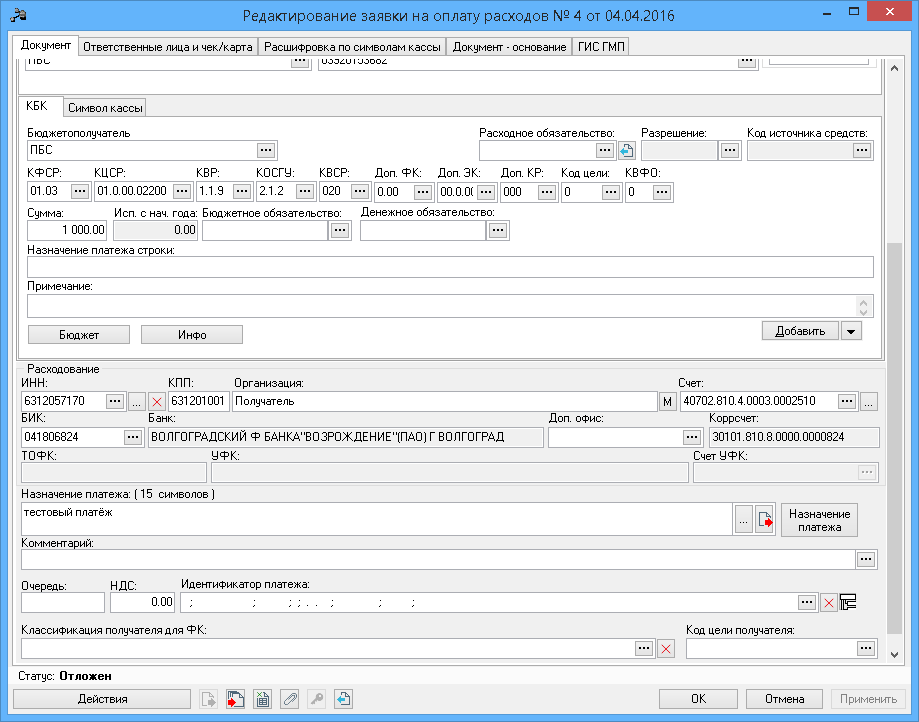 Редактирование заявки на оплату расходов № 4 от 04.04.2016
Документ Ответственные лица и чек/карта Расшифровка по символам кассы Документ - основание ГИС ГМП
ПБС ... 03920153682 ...
КБК Символ кассы
Бюджетополучатель Расходное обязательство: Разрешение: Код источника средств:
ПБС ... ... ... ...
КФСР: КЦСР: КВР: КОСГУ: КВСР: Доп. ФК: Доп. ЭК: Доп. КР: Код цели: КВФО:
01.03 ... 01.0.00.02200 ... 1.1.9 ... 2.1.2 ... 020 ... 0.00 ... 00.0.00 ... 000 ... 0 ... 0 ...
Сумма: Исп. с нач. года: Бюджетное обязательство: Денежное обязательство:
1 000.00 0.00 ... ...
Назначение платежа строки:
Примечание:
Бюджет Инфо Добавить
Расходование
ИНН: КПП: Организация: Счет:
6312057170 ... ... 631201001 Получатель М 40702.810.4.0003.0002510 ... ...
БИК: Банк: Доп. офис: Коррсчет:
041806824 ... ВОЛГОГРАДСКИЙ Ф БАНКА"ВОЗРОЖДЕНИЕ"(ПАО) Г ВОЛГОГРАД ... 30101.810.8.0000.0000824
ТОФК: УФК: Счет УФК:
...
Назначение платежа: ( 15 символов )
тестовый платёж ... Назначение
платежа
Комментарий:
...
Очередь: НДС: Идентификатор платежа:
0.00 ; ; ; ; . . ; ; ; ...
Классификация получателя для ФК: Код цели получателя:
... ...
Статус: Отложен
Действия ОК Отмена Применить